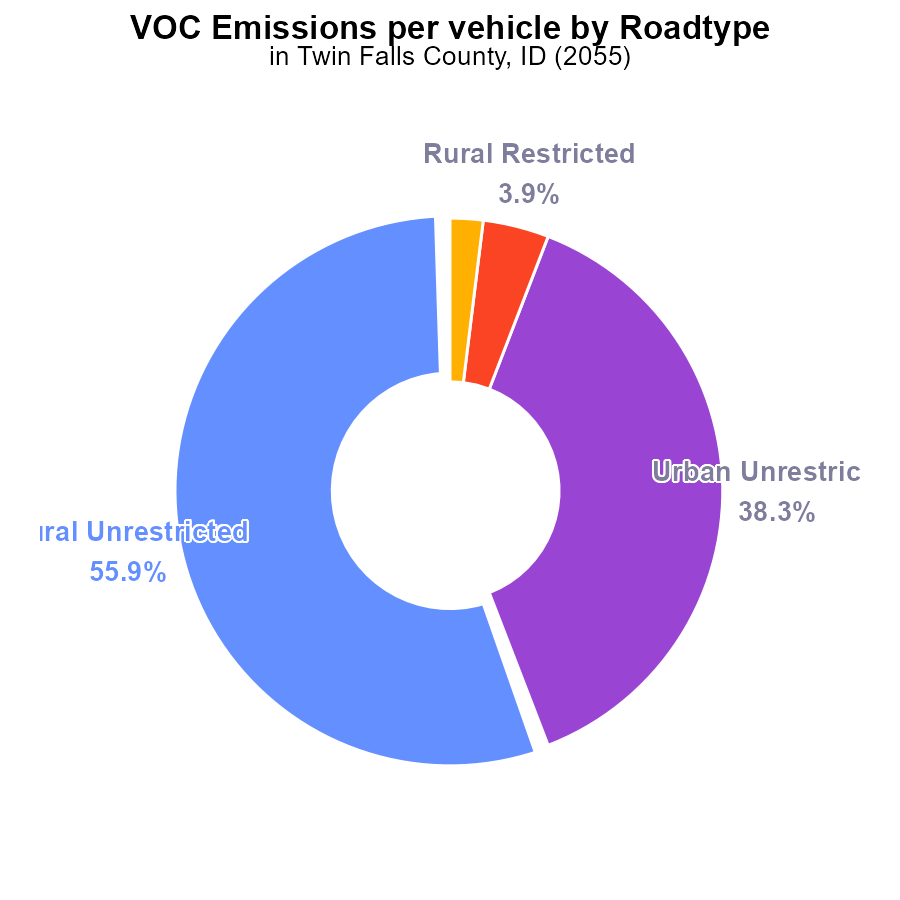 VOC Emissions per vehicle by Roadtype
in Twin Falls County, ID (2055)
Rural Restricted
3.9%
Urban Unrestric
38.3%
ural Unrestricted
55.9%